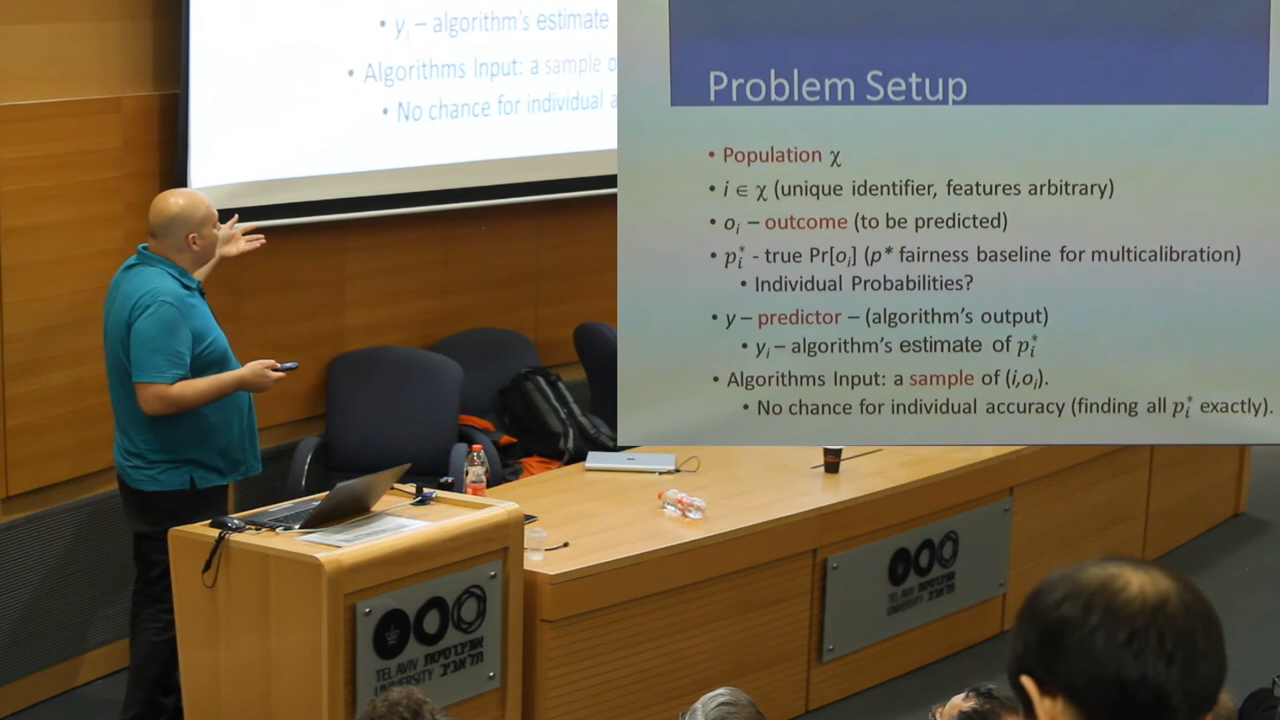 • yᵢ – algorithm's estimate
• Algorithms Input: a sample o
• No chance for individual a
Problem Setup
• Population χ
• i ∈ χ (unique identifier, features arbitrary)
• oᵢ – outcome (to be predicted)
• pᵢ* - true Pr[oᵢ] (p* fairness baseline for multicalibration)
• Individual Probabilities?
• y – predictor – (algorithm's output)
• yᵢ – algorithm's estimate of pᵢ*
• Algorithms Input: a sample of (i,oᵢ).
• No chance for individual accuracy (finding all pᵢ* exactly).
TEL AVIV אוניברסיטת
UNIVERSITY תל אביב
TEL AVIV אוניברסיטת
UNIVERSITY תל אביב